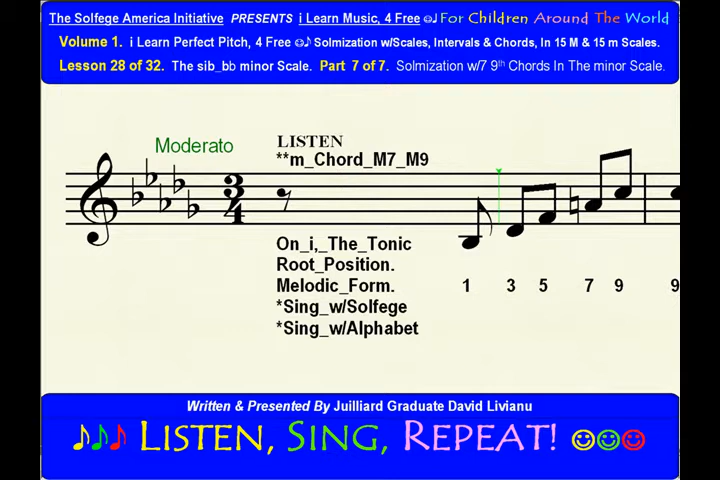 The Solfege America Initiative PRESENTS i Learn Music, 4 Free ☺♪ For Children Around The World
Volume 1. i Learn Perfect Pitch, 4 Free ☺♪ Solmization w/Scales, Intervals & Chords, In 15 M & 15 m Scales.
Lesson 28 of 32. The sib_bb minor Scale. Part 7 of 7. Solmization w/7 9th Chords In The minor Scale.
Moderato
LISTEN
**m_Chord_M7_M9
3
4
On_i,_The_Tonic
Root_Position.
Melodic_Form. 1 3 5 7 9 9
*Sing_w/Solfege
*Sing_w/Alphabet
Written & Presented By Juilliard Graduate David Livianu
♪♪♪ LISTEN, SING, REPEAT! ☺☺☺